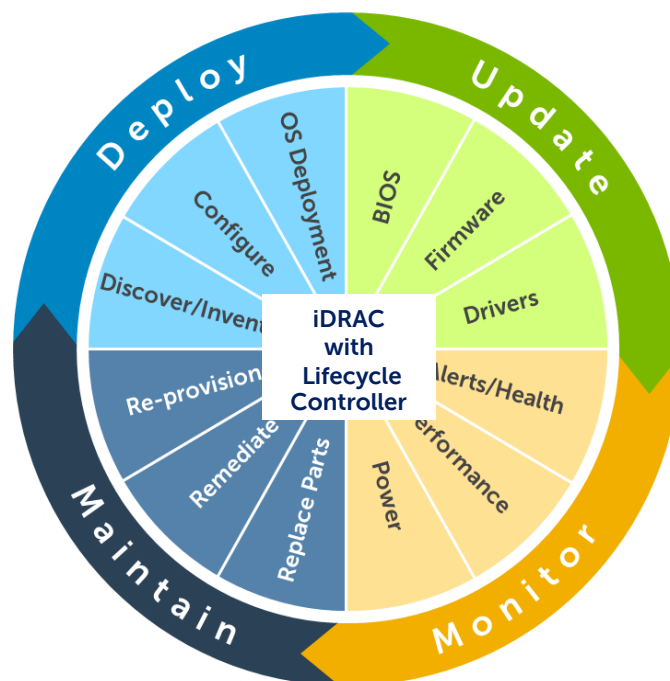 Deploy
Update
Monitor
Maintain
Discover/Invent
Configure
OS Deployment
BIOS
Firmware
Drivers
Alerts/Health
erformance
Power
Replace Parts
Remediate
Re-provision
iDRAC
with
Lifecycle
Controller